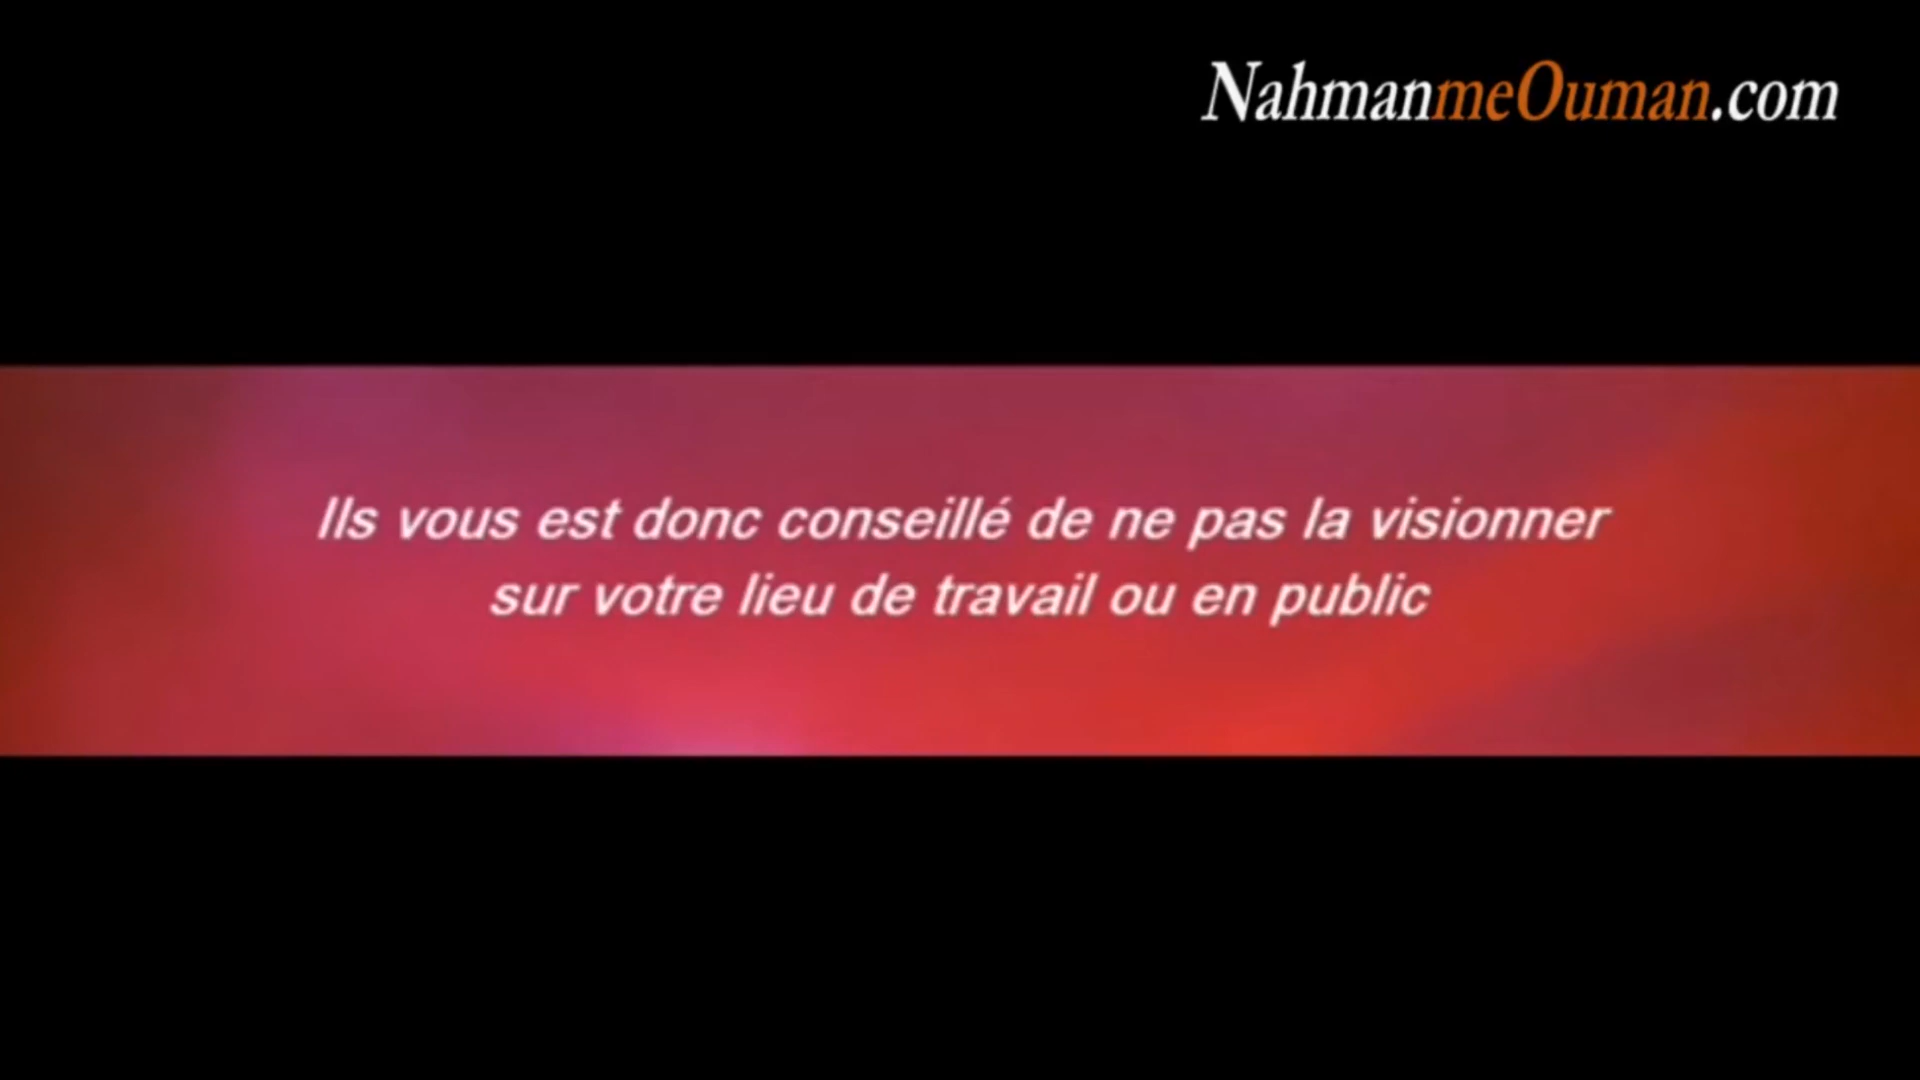 NahmanmeOuman.com
Ils vous est donc conseillé de ne pas la visionner
sur votre lieu de travail ou en public